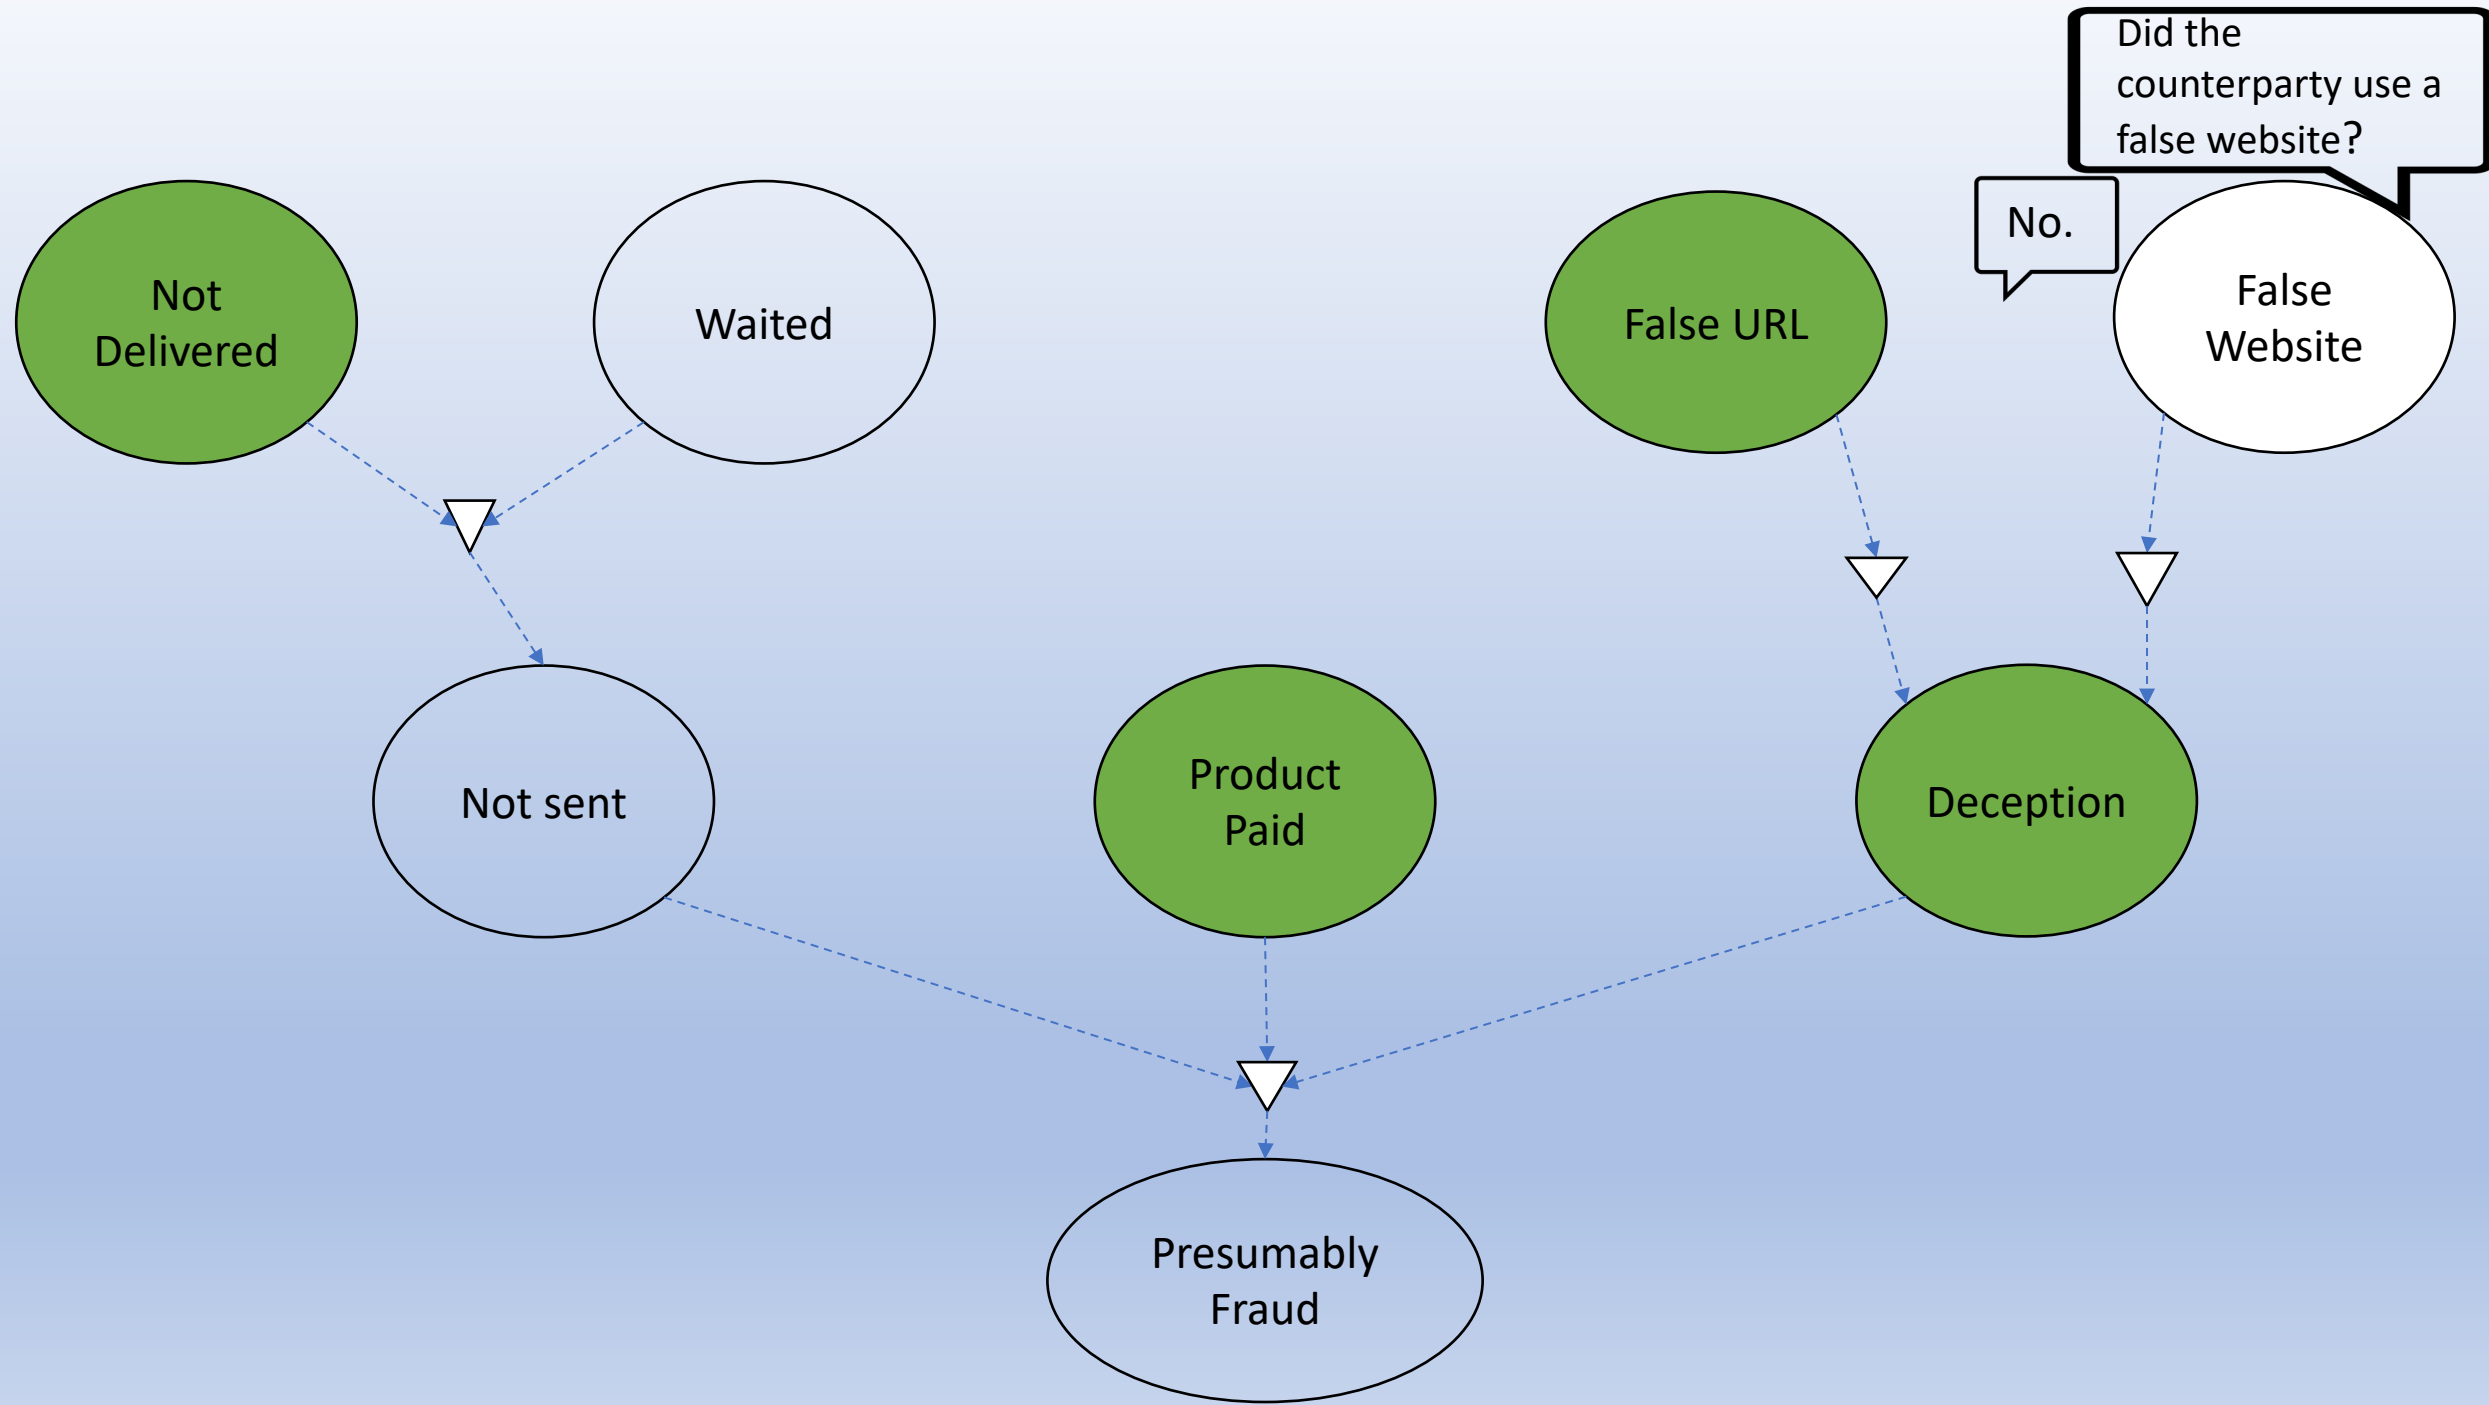 Did the
counterparty use a
false website?
No.
Not
Delivered
Waited
False URL
False
Website
Not sent
Product
Paid
Deception
Presumably
Fraud